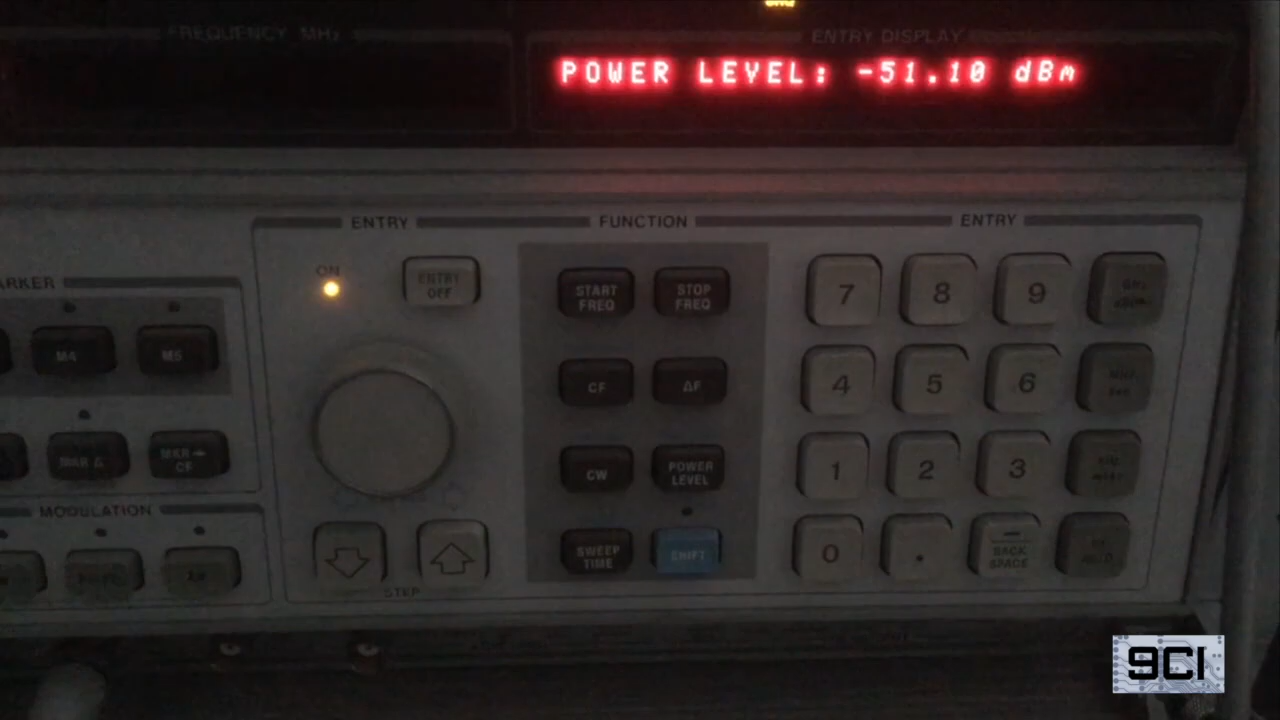 FREQUENCY MHz
ENTRY DISPLAY
POWER LEVEL: -51.10 dBm
ENTRY
FUNCTION
ENTRY
ON
ENTRY OFF
START FREQ
STOP FREQ
7
8
9
M4
M5
CF
ΔF
4
5
6
MKR Δ
MKR → CF
CW
POWER LEVEL
1
2
3
MODULATION
SWEEP TIME
SHIFT
0
.
-
BACK SPACE
STEP
9CI